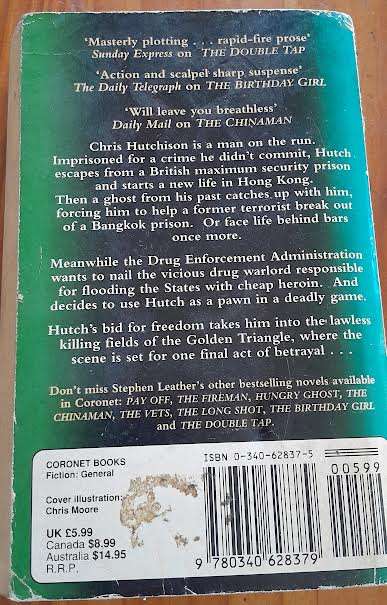 ‘Masterly plotting . . . rapid-fire prose’
Sunday Express on THE DOUBLE TAP
‘Action and scalpel sharp suspense’
The Daily Telegraph on THE BIRTHDAY GIRL
‘Will leave you breathless’
Daily Mail on THE CHINAMAN
Chris Hutchison is a man on the run.
Imprisoned for a crime he didn’t commit, Hutch
escapes from a British maximum security prison
and starts a new life in Hong Kong.
Then a ghost from his past catches up with him,
forcing him to help a former terrorist break out
of a Bangkok prison. Or face life behind bars
once more.
Meanwhile the Drug Enforcement Administration
wants to nail the vicious drug warlord responsible
for flooding the States with cheap heroin. And
decides to use Hutch as a pawn in a deadly game.
Hutch’s bid for freedom takes him into the lawless
killing fields of the Golden Triangle, where the
scene is set for one final act of betrayal . . .
Don’t miss Stephen Leather’s other bestselling novels available
in Coronet: PAY OFF, THE FIREMAN, HUNGRY GHOST, THE
CHINAMAN, THE VETS, THE LONG SHOT, THE BIRTHDAY GIRL
and THE DOUBLE TAP.
CORONET BOOKS
Fiction: General
Cover illustration:
Chris Moore
UK £5.99
Canada $8.99
Australia $14.95
R.R.P.
ISBN 0-340-62837-5
00599
9 780340 628379